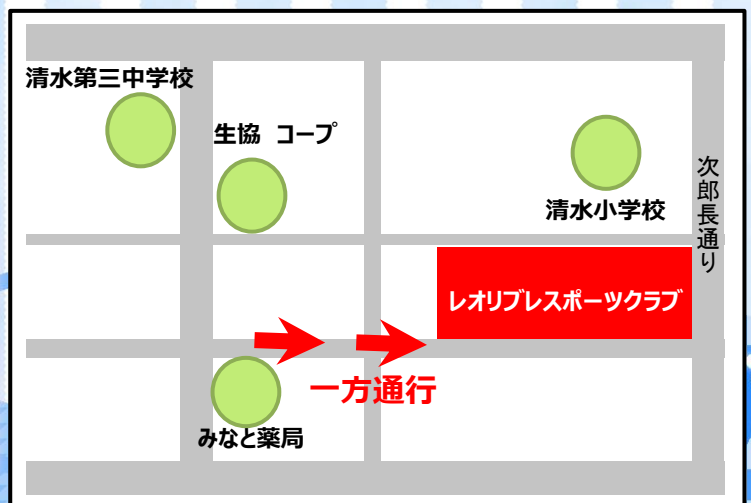 清水第三中学校
生協 コープ
清水小学校
次郎長通り
レオリブレスポーツクラブ
一方通行
みなと薬局